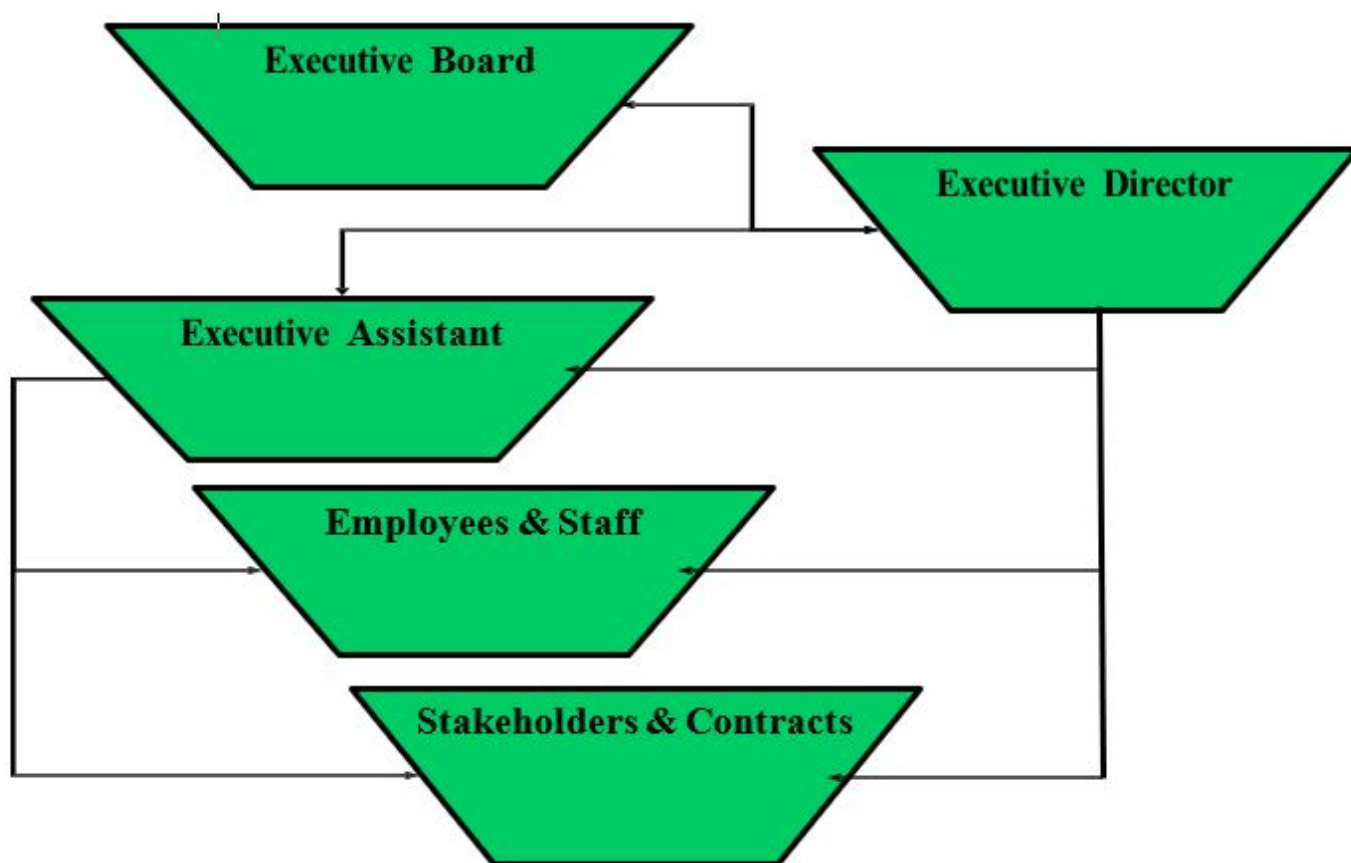 Executive Board
Executive Director
Executive Assistant
Employees & Staff
Stakeholders & Contracts